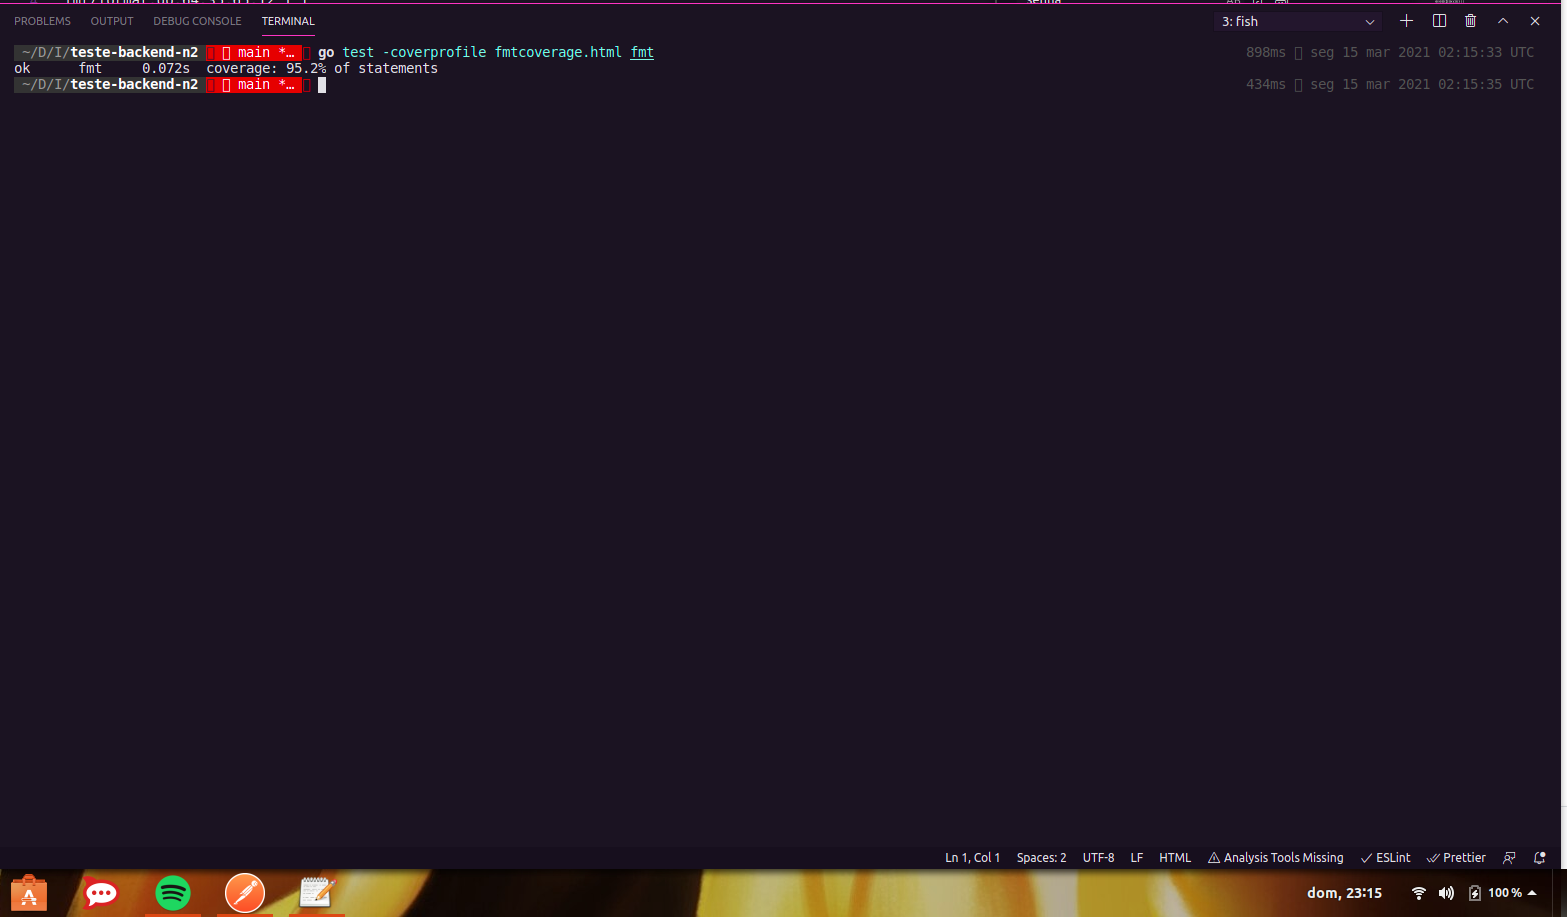 PROBLEMS OUTPUT DEBUG CONSOLE TERMINAL 3: fish
~/D/I/teste-backend-n2 main *… go test -coverprofile fmtcoverage.html fmt 898ms seg 15 mar 2021 02:15:33 UTC
ok fmt 0.072s coverage: 95.2% of statements
~/D/I/teste-backend-n2 main *… 434ms seg 15 mar 2021 02:15:35 UTC
Ln 1, Col 1 Spaces: 2 UTF-8 LF HTML Analysis Tools Missing ESLint Prettier
dom, 23:15 100 %